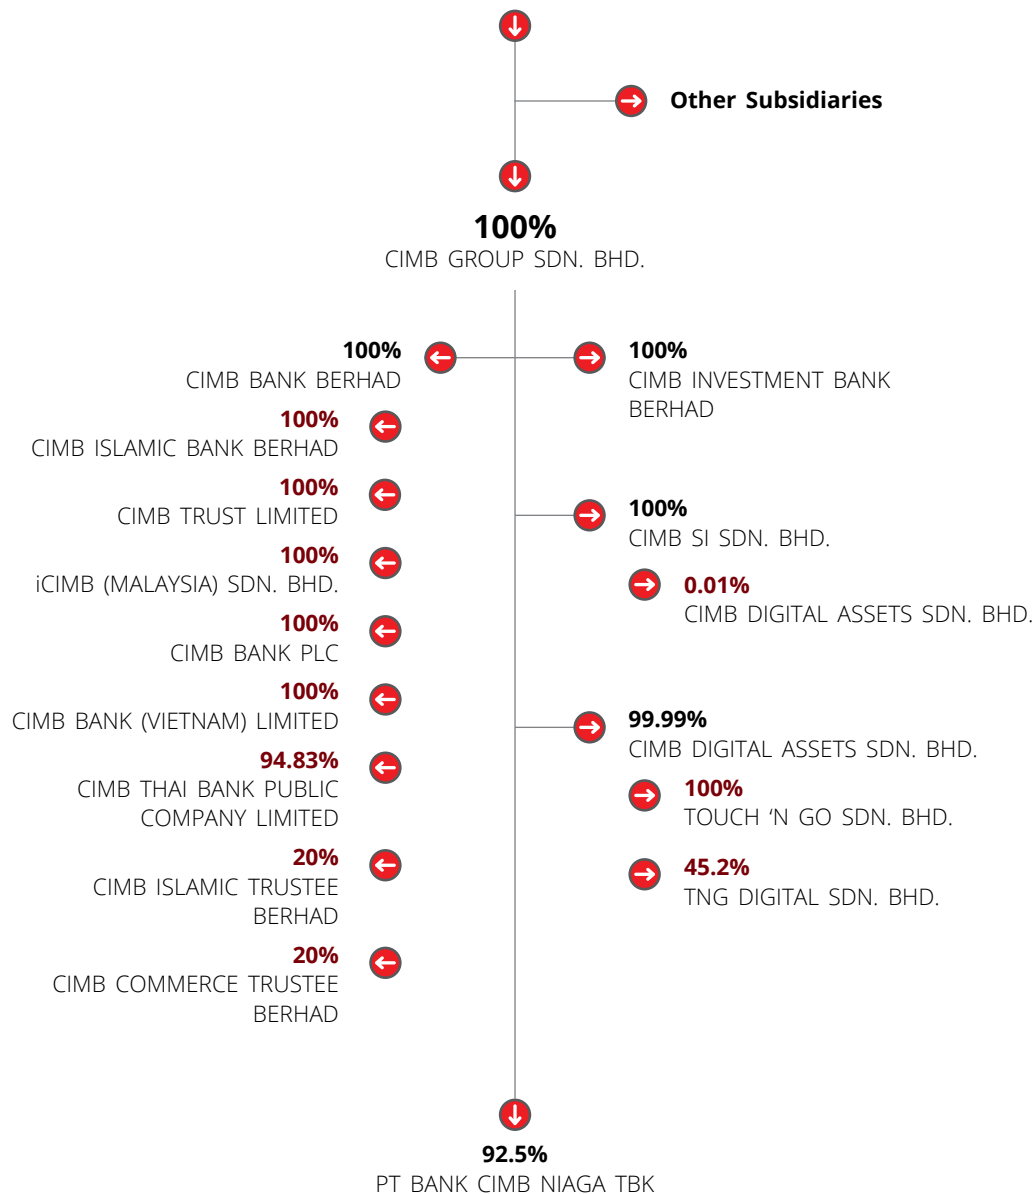 Other Subsidiaries
100%
CIMB GROUP SDN. BHD.
100%
CIMB BANK BERHAD
100%
CIMB ISLAMIC BANK BERHAD
100%
CIMB TRUST LIMITED
100%
iCIMB (MALAYSIA) SDN. BHD.
100%
CIMB BANK PLC
100%
CIMB BANK (VIETNAM) LIMITED
94.83%
CIMB THAI BANK PUBLIC
COMPANY LIMITED
20%
CIMB ISLAMIC TRUSTEE
BERHAD
20%
CIMB COMMERCE TRUSTEE
BERHAD
100%
CIMB INVESTMENT BANK
BERHAD
100%
CIMB SI SDN. BHD.
0.01%
CIMB DIGITAL ASSETS SDN. BHD.
99.99%
CIMB DIGITAL ASSETS SDN. BHD.
100%
TOUCH ‘N GO SDN. BHD.
45.2%
TNG DIGITAL SDN. BHD.
92.5%
PT BANK CIMB NIAGA TBK